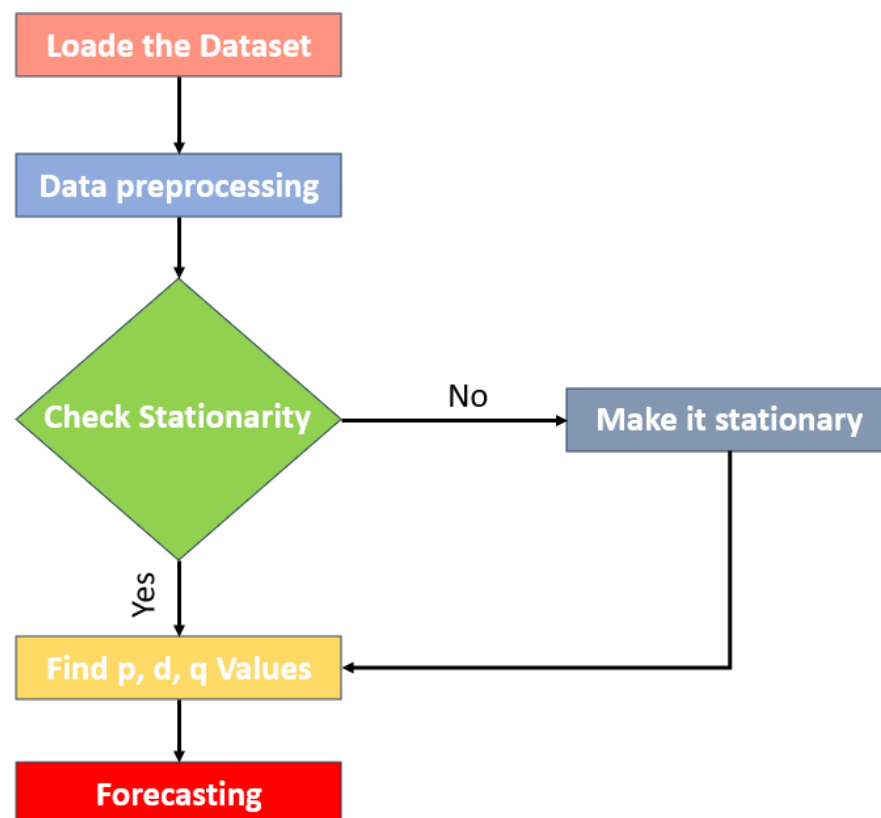 Loade the Dataset
Data preprocessing
Check Stationarity
No
Make it stationary
Yes
Find p, d, q Values
Forecasting